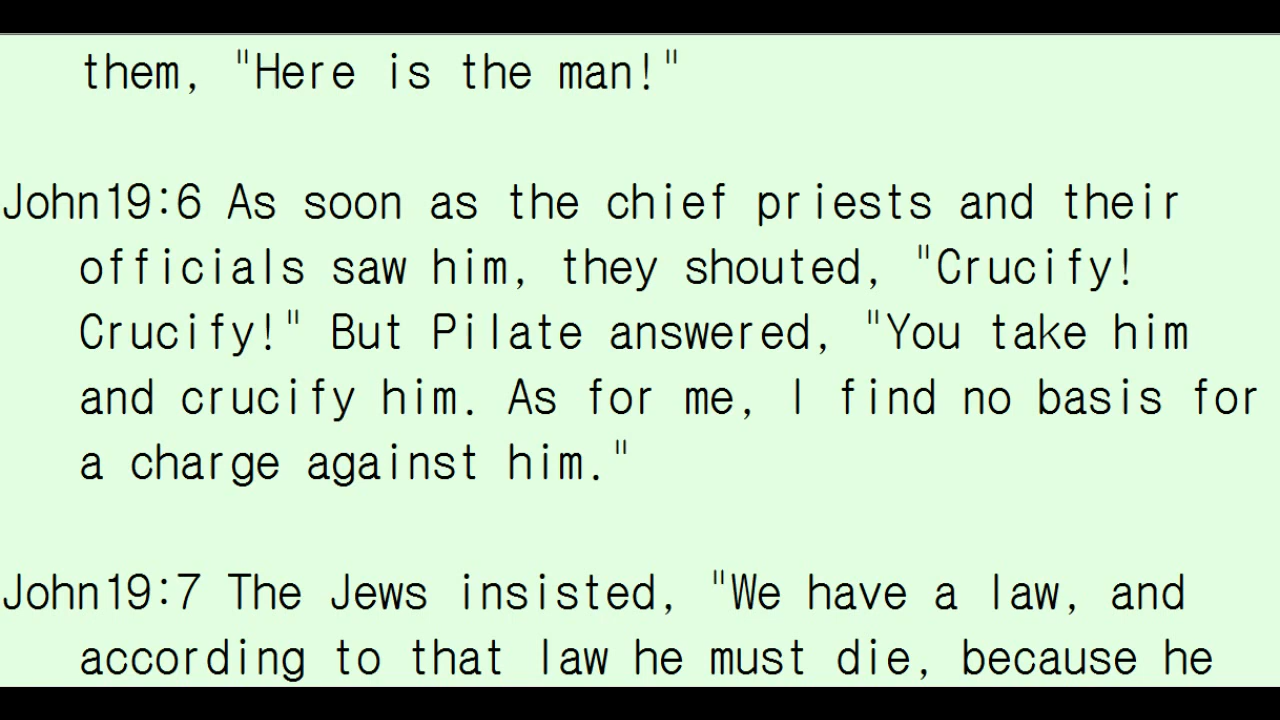 them, "Here is the man!"
John19:6 As soon as the chief priests and their
officials saw him, they shouted, "Crucify!
Crucify!" But Pilate answered, "You take him
and crucify him. As for me, I find no basis for
a charge against him."
John19:7 The Jews insisted, "We have a law, and
according to that law he must die, because he